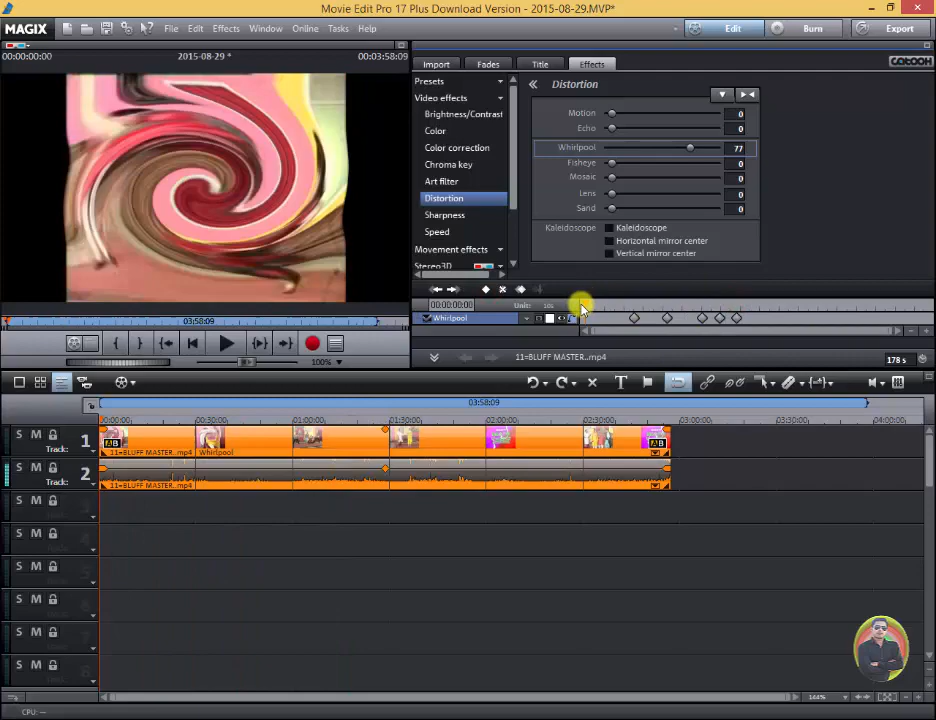 Movie Edit Pro 17 Plus Download Version - 2015-08-29.MVP*
MAGIX
File Edit Effects Window Online Tasks Help
Edit Burn Export
00:00:00:00 2015-08-29 * 00:03:58:09
Import Fades Title Effects
CATOOH
Presets
Video effects
Brightness/Contrast
Color
Color correction
Chroma key
Art filter
Distortion
Sharpness
Speed
Movement effects
Stereo3D
Distortion
Motion 0
Echo 0
Whirlpool 77
Fisheye 0
Mosaic 0
Lens 0
Sand 0
Kaleidoscope Kaleidoscope
Horizontal mirror center
Vertical mirror center
00:00:00:00 Unit: 10s
Whirlpool
03:58:09
100%
11=BLUFF MASTER..mp4 178 s
03:58:09
00:00:00 00:30:00 01:00:00 01:30:00 02:00:00 02:30:00 03:00:00 03:30:00 04:00:00
S M 1
Track:
11=BLUFF MASTER..mp4 Whirlpool
S M 2
Track:
11=BLUFF MASTER..mp4
S M
S M
S M
S M
S M
S M
144%
CPU: --